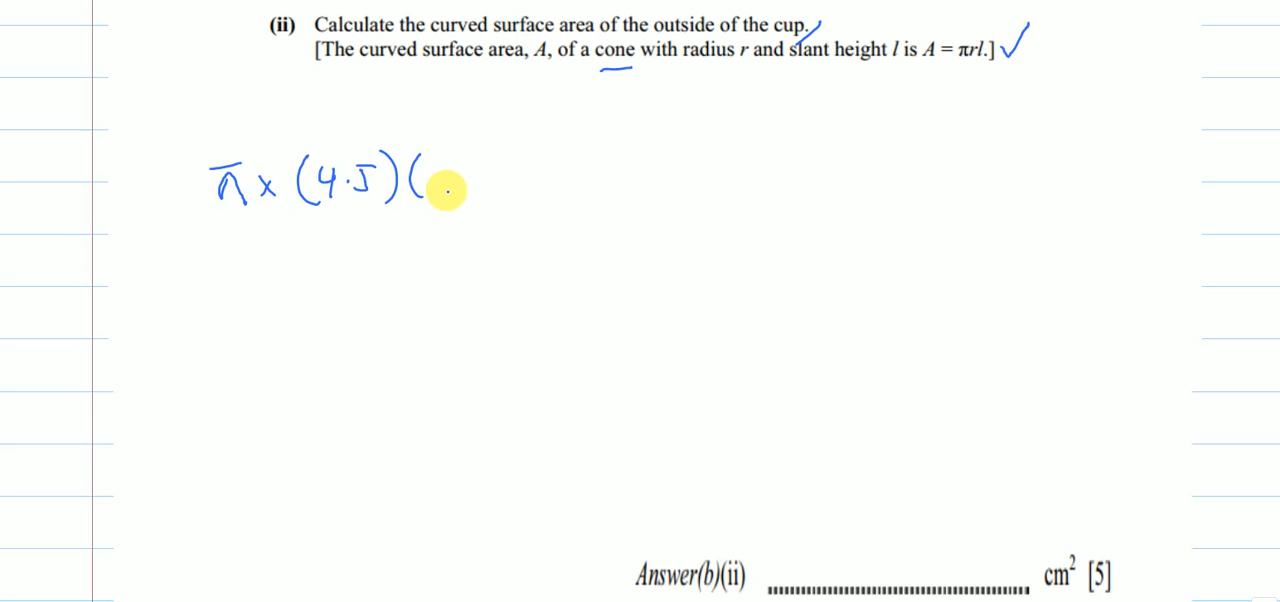 (ii) Calculate the curved surface area of the outside of the cup.
[The curved surface area, A, of a cone with radius r and slant height l is A = πrl.]
π × (4.5)(
Answer(b)(ii) ........................................ cm² [5]